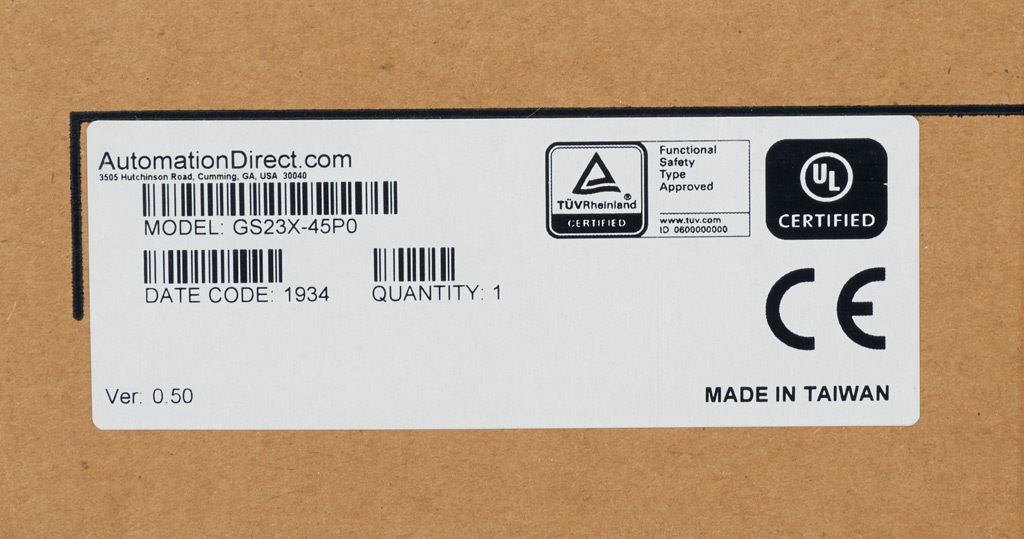 AutomationDirect.com
3505 Hutchinson Road, Cumming, GA, USA 30040
MODEL: GS23X-45P0
DATE CODE: 1934
QUANTITY: 1
TÜVRheinland®
CERTIFIED
Functional
Safety
Type
Approved
www.tuv.com
ID 0600000000
UL
CERTIFIED
CE
Ver: 0.50
MADE IN TAIWAN